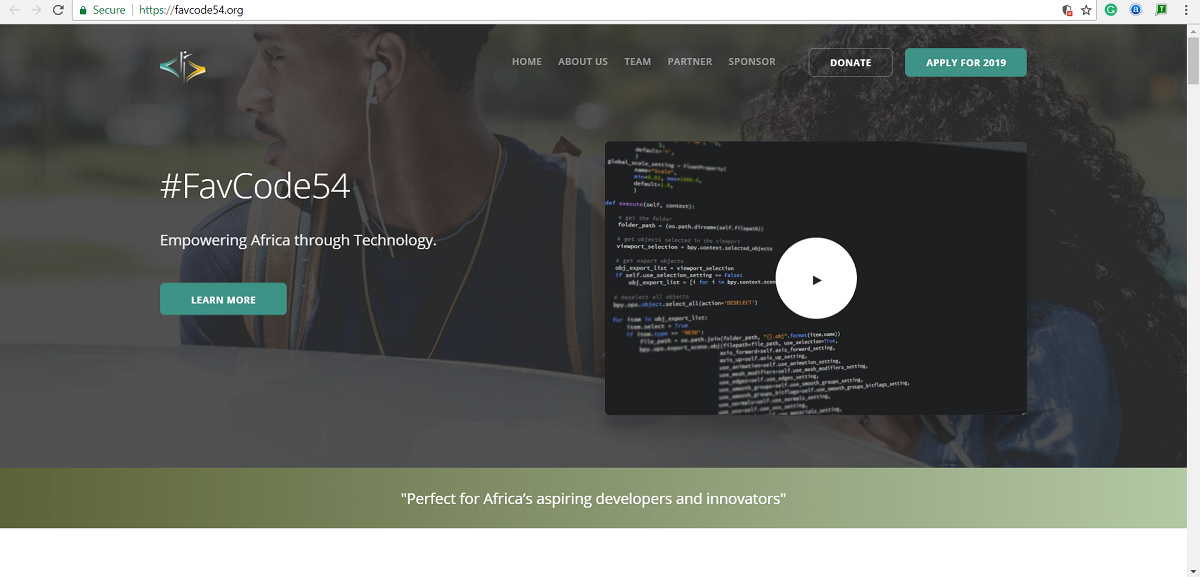 Secure
https://favcode54.org
HOME
ABOUT US
TEAM
PARTNER
SPONSOR
DONATE
APPLY FOR 2019
#FavCode54
Empowering Africa through Technology.
LEARN MORE
default="Y",
)
global_scale_setting = FloatProperty(
name="Scale",
min=0.01, max=1000.0,
default=1.0,
)
def execute(self, context):
# get the folder
folder_path = (os.path.dirname(self.filepath))
# get objects selected in the viewport
viewport_selection = bpy.context.selected_objects
# get export objects
obj_export_list = viewport_selection
if self.use_selection_setting == False:
obj_export_list = [i for i in bpy.context.scene
# deselect all objects
bpy.ops.object.select_all(action='DESELECT')
for item in obj_export_list:
item.select = True
if item.type == 'MESH':
file_path = os.path.join(folder_path, "{}.obj".format(item.name))
bpy.ops.export_scene.obj(filepath=file_path, use_selection=True,
axis_forward=self.axis_forward_setting,
axis_up=self.axis_up_setting,
use_animation=self.use_animation_setting,
use_mesh_modifiers=self.use_mesh_modifiers_setting,
use_edges=self.use_edges_setting,
use_smooth_groups=self.use_smooth_groups_setting,
use_smooth_groups_bitflags=self.use_smooth_groups_bitflags_setting,
use_normals=self.use_normals_setting,
use_uvs=self.use_uvs_setting,
"Perfect for Africa’s aspiring developers and innovators"